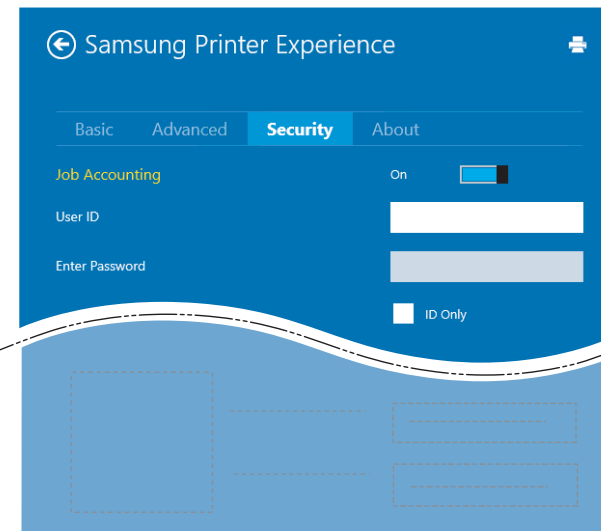 Samsung Printer Experience
Basic Advanced Security About
Job Accounting On
User ID
Enter Password
ID Only